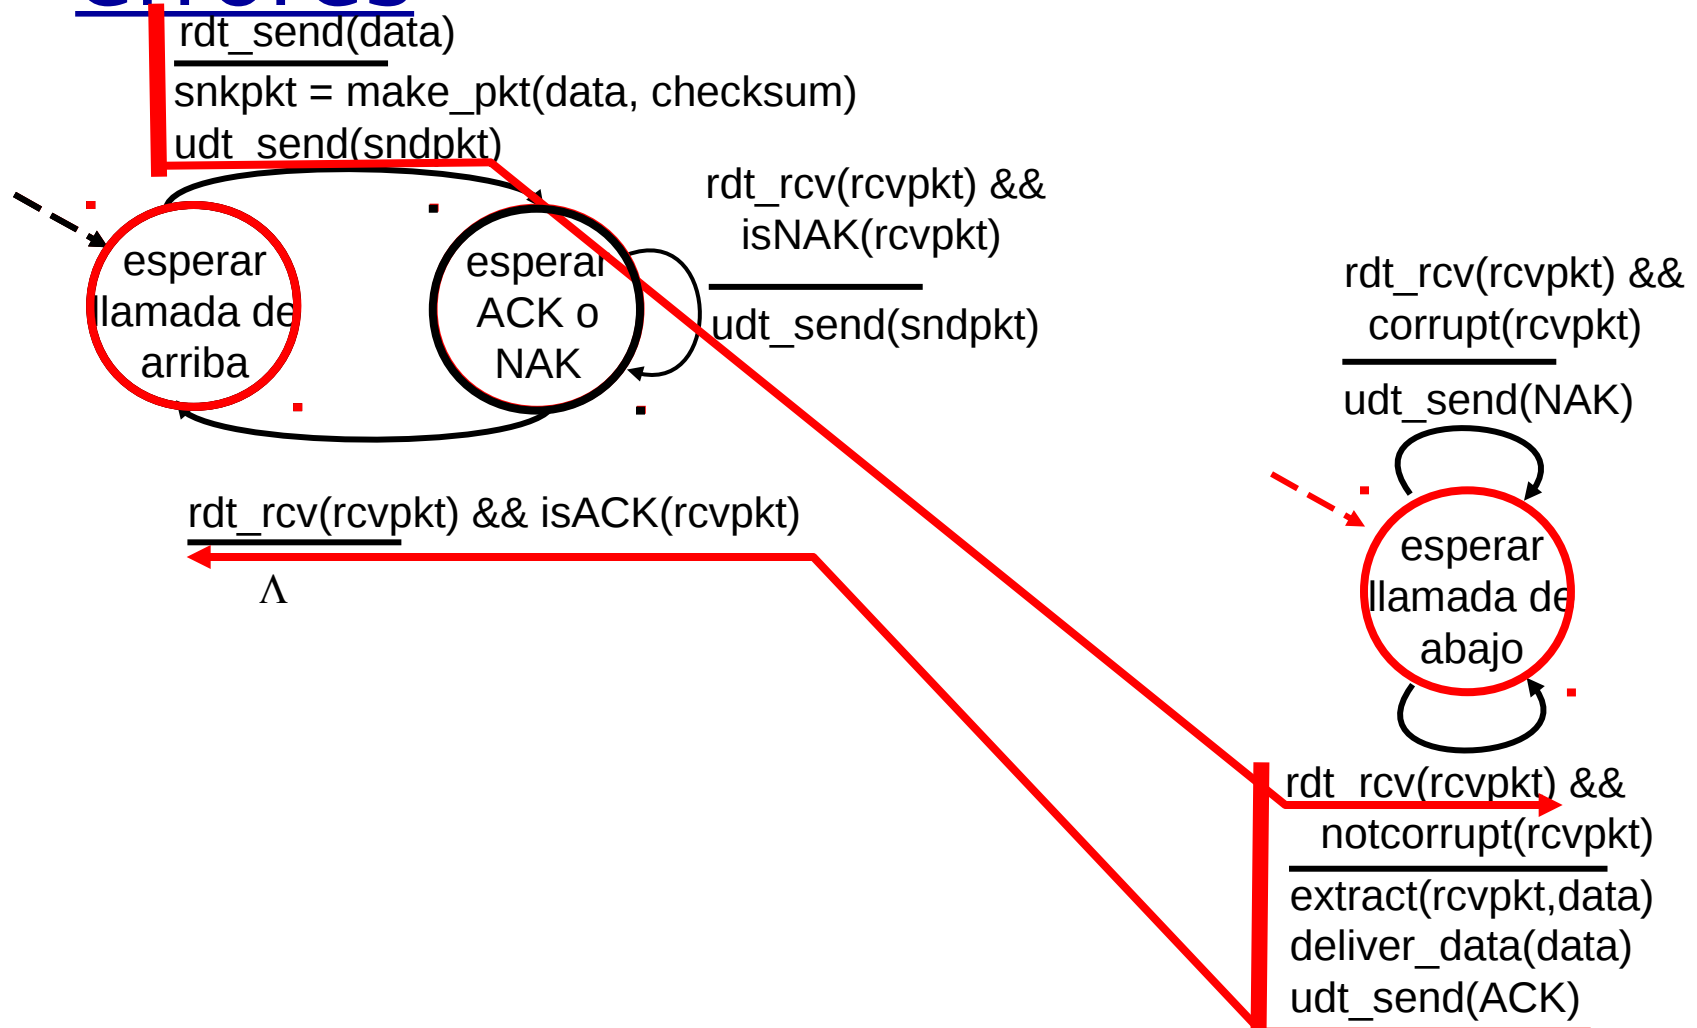 errores
rdt_send(data)
snkpkt = make_pkt(data, checksum)
udt_send(sndpkt)
rdt_rcv(rcvpkt) &&
isNAK(rcvpkt)
udt_send(sndpkt)
esperar
llamada de
arriba
esperar
ACK o
NAK
rdt_rcv(rcvpkt) && isACK(rcvpkt)
Λ
rdt_rcv(rcvpkt) &&
corrupt(rcvpkt)
udt_send(NAK)
esperar
llamada de
abajo
rdt_rcv(rcvpkt) &&
notcorrupt(rcvpkt)
extract(rcvpkt,data)
deliver_data(data)
udt_send(ACK)